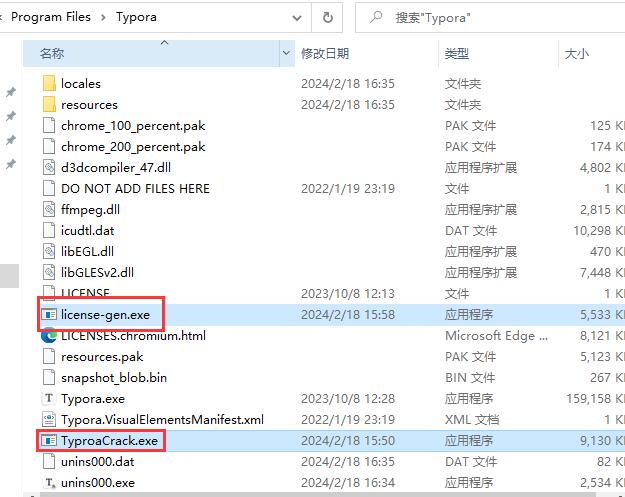 Program Files > Typora
搜索"Typora"
名称 修改日期 类型 大小
locales 2024/2/18 16:35 文件夹
resources 2024/2/18 16:35 文件夹
chrome_100_percent.pak PAK 文件 125 K
chrome_200_percent.pak PAK 文件 174 K
d3dcompiler_47.dll 应用程序扩展 4,802 K
DO NOT ADD FILES HERE 2022/1/19 23:19 文件 1 K
ffmpeg.dll 应用程序扩展 2,815 K
icudtl.dat DAT 文件 10,298 K
libEGL.dll 应用程序扩展 470 K
libGLESv2.dll 应用程序扩展 7,448 K
LICENSE 2023/10/8 12:13 文件 1 K
license-gen.exe 2024/2/18 15:58 应用程序 5,533 K
LICENSES.chromium.html Microsoft Edge ... 8,121 K
resources.pak PAK 文件 5,123 K
snapshot_blob.bin BIN 文件 267 K
Typora.exe 2023/10/8 12:28 应用程序 159,158 K
Typora.VisualElementsManifest.xml 2022/1/19 23:19 XML 文档 1 K
TyproaCrack.exe 2024/2/18 15:50 应用程序 9,130 K
unins000.dat 2024/2/18 16:35 DAT 文件 82 K
unins000.exe 2024/2/18 16:34 应用程序 2,534 K